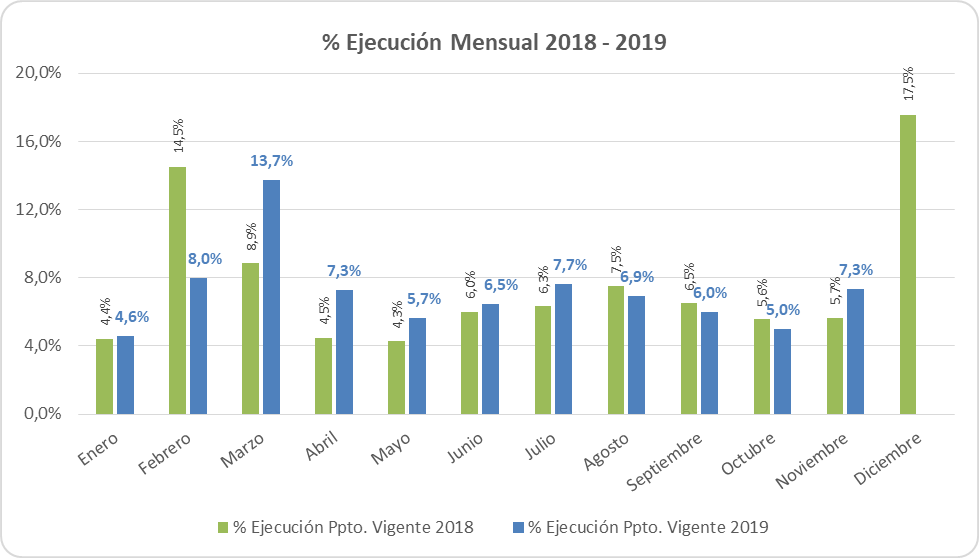 % Ejecución Mensual 2018 - 2019
20,0%
16,0%
12,0%
8,0%
4,0%
0,0%
4,4%
4,6%
14,5%
8,0%
8,9%
13,7%
4,5%
7,3%
4,3%
5,7%
6,0%
6,5%
6,3%
7,7%
7,5%
6,9%
6,5%
6,0%
5,6%
5,0%
5,7%
7,3%
17,5%
Enero
Febrero
Marzo
Abril
Mayo
Junio
Julio
Agosto
Septiembre
Octubre
Noviembre
Diciembre
% Ejecución Ppto. Vigente 2018
% Ejecución Ppto. Vigente 2019